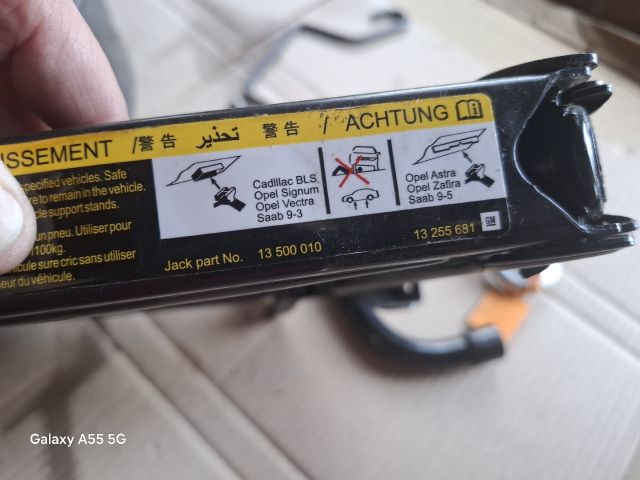 ISSEMENT / 警告 تحذير 警告 / ACHTUNG
specified vehicles. Safe
re to remain in the vehicle.
cle support stands.
un pneu. Utiliser pour
1100kg.
hicule sure cric sans utiliser
neur du véhicule.
Cadillac BLS
Opel Signum
Opel Vectra
Saab 9-3
Opel Astra
Opel Zafira
Saab 9-5
Jack part No. 13 500 010 13 255 681 GM
Galaxy A55 5G